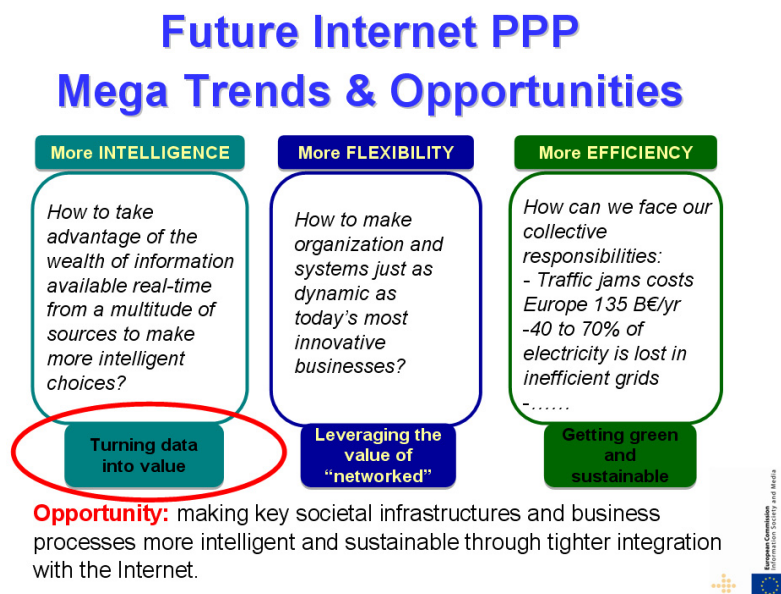 Future Internet PPP
Mega Trends & Opportunities
More INTELLIGENCE
How to take
advantage of the
wealth of information
available real-time
from a multitude of
sources to make
more intelligent
choices?
Turning data
into value
More FLEXIBILITY
How to make
organization and
systems just as
dynamic as
today’s most
innovative
businesses?
Leveraging the
value of
“networked”
More EFFICIENCY
How can we face our
collective
responsibilities:
- Traffic jams costs
Europe 135 B€/yr
-40 to 70% of
electricity is lost in
inefficient grids
-……
Getting green
and
sustainable
Opportunity: making key societal infrastructures and business
processes more intelligent and sustainable through tighter integration
with the Internet.
European Commission
Information Society and Media